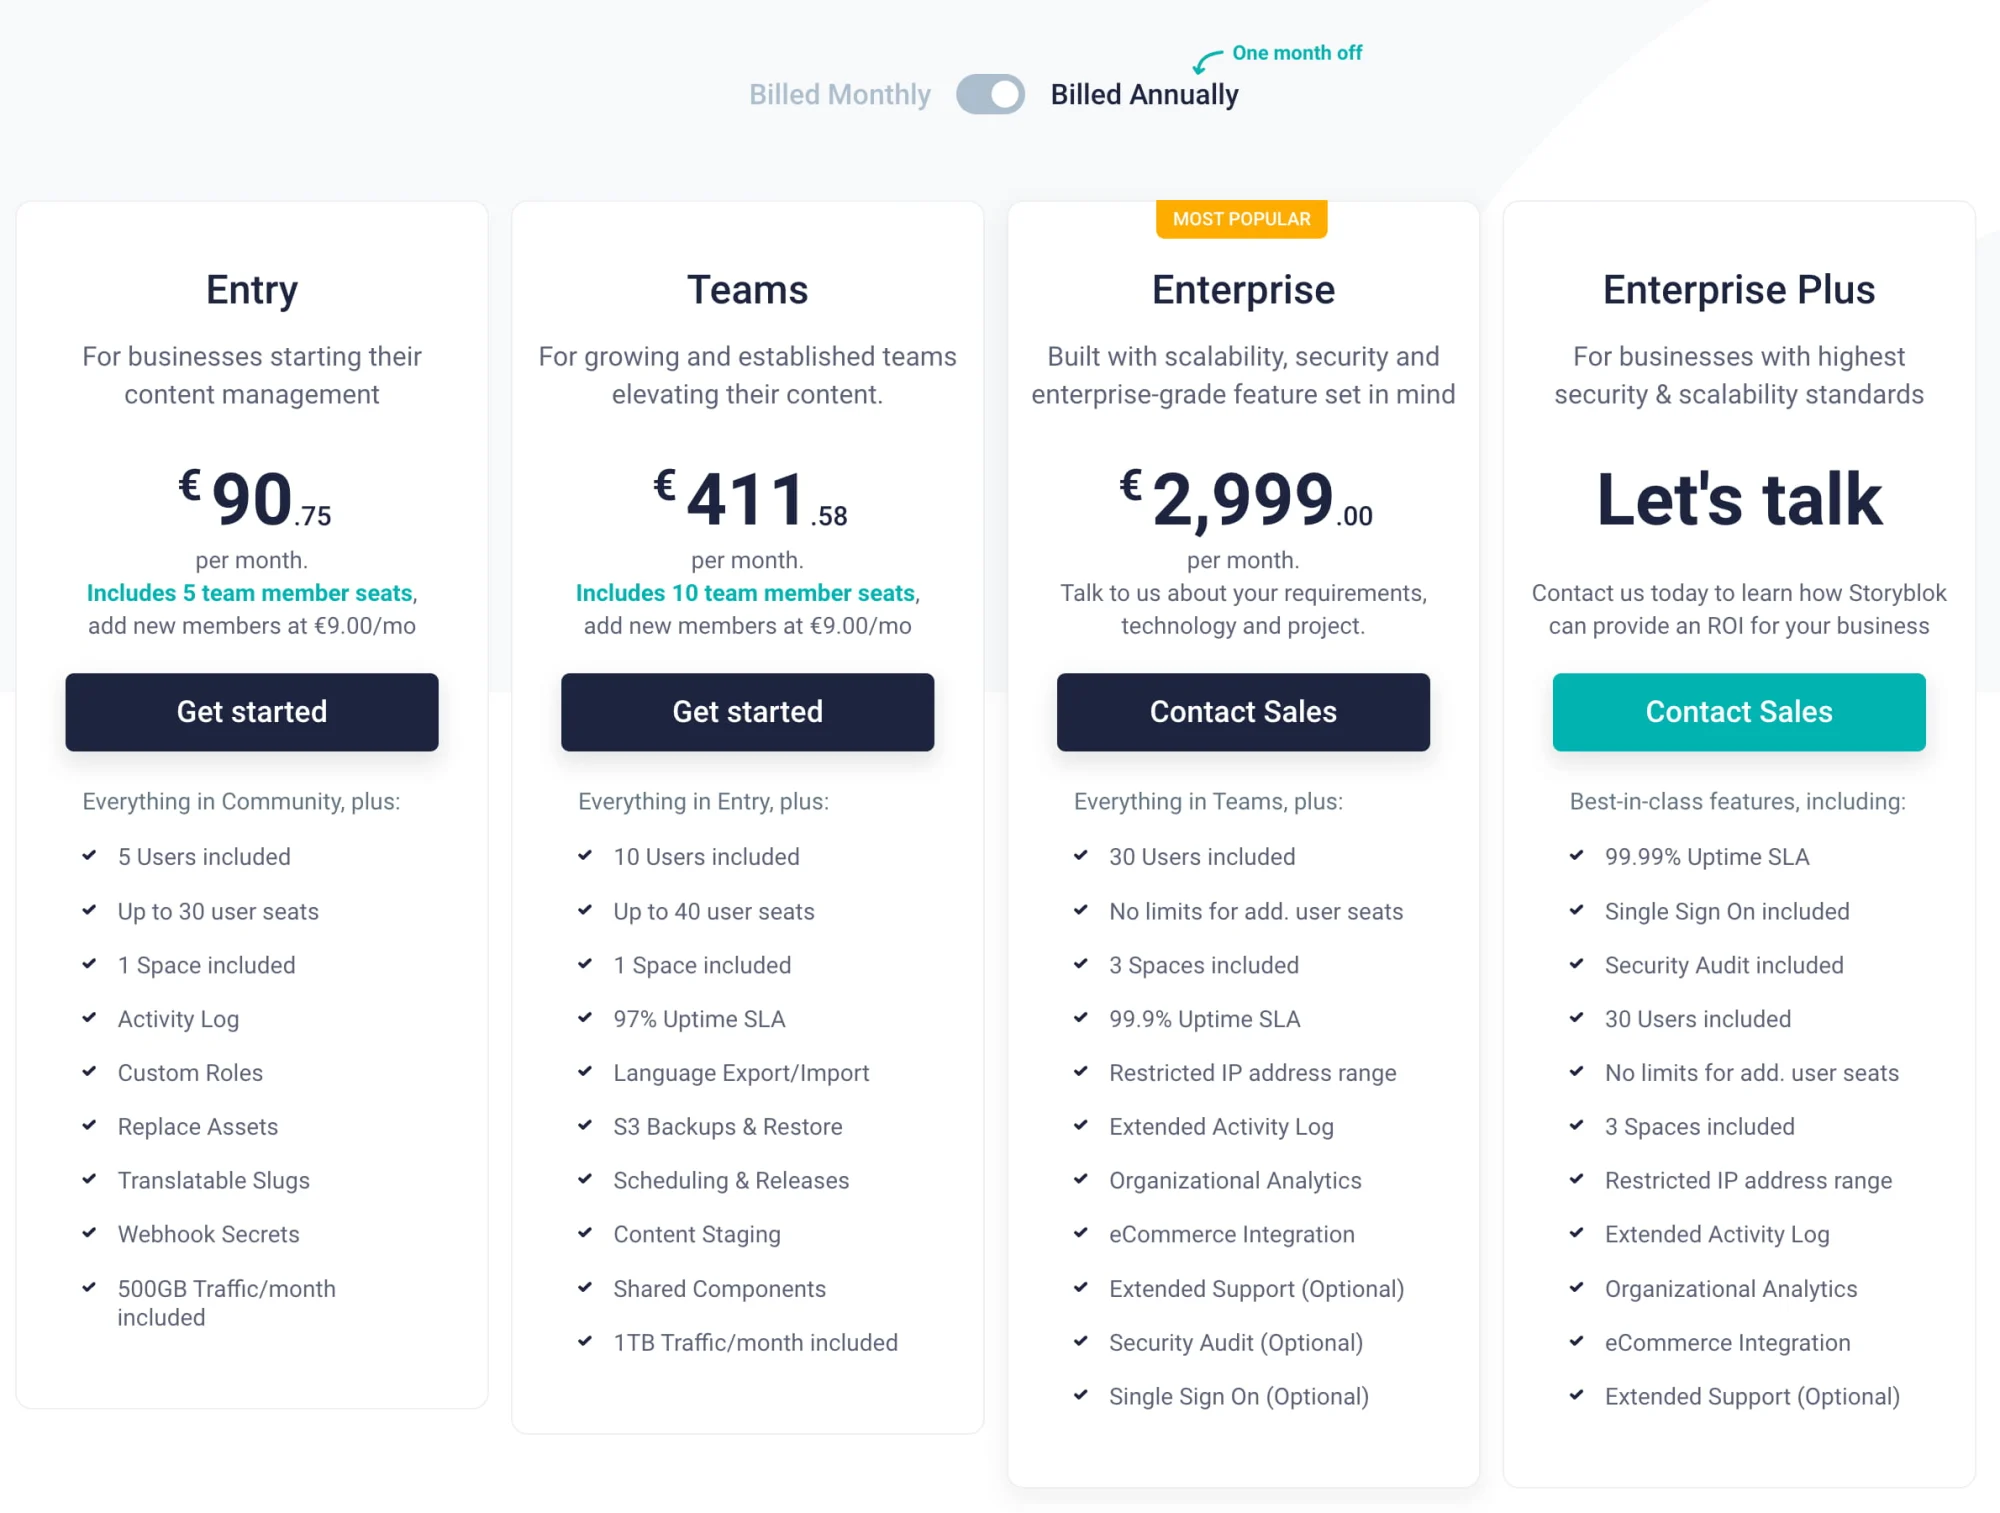 One month off
Billed Monthly
Billed Annually
Entry
For businesses starting their
content management
€ 90.75
per month.
Includes 5 team member seats,
add new members at €9.00/mo
Get started
Everything in Community, plus:
5 Users included
Up to 30 user seats
1 Space included
Activity Log
Custom Roles
Replace Assets
Translatable Slugs
Webhook Secrets
500GB Traffic/month
included
Teams
For growing and established teams
elevating their content.
€ 411.58
per month.
Includes 10 team member seats,
add new members at €9.00/mo
Get started
Everything in Entry, plus:
10 Users included
Up to 40 user seats
1 Space included
97% Uptime SLA
Language Export/Import
S3 Backups & Restore
Scheduling & Releases
Content Staging
Shared Components
1TB Traffic/month included
MOST POPULAR
Enterprise
Built with scalability, security and
enterprise-grade feature set in mind
€ 2,999.00
per month.
Talk to us about your requirements,
technology and project.
Contact Sales
Everything in Teams, plus:
30 Users included
No limits for add. user seats
3 Spaces included
99.9% Uptime SLA
Restricted IP address range
Extended Activity Log
Organizational Analytics
eCommerce Integration
Extended Support (Optional)
Security Audit (Optional)
Single Sign On (Optional)
Enterprise Plus
For businesses with highest
security & scalability standards
Let's talk
Contact us today to learn how Storyblok
can provide an ROI for your business
Contact Sales
Best-in-class features, including:
99.99% Uptime SLA
Single Sign On included
Security Audit included
30 Users included
No limits for add. user seats
3 Spaces included
Restricted IP address range
Extended Activity Log
Organizational Analytics
eCommerce Integration
Extended Support (Optional)